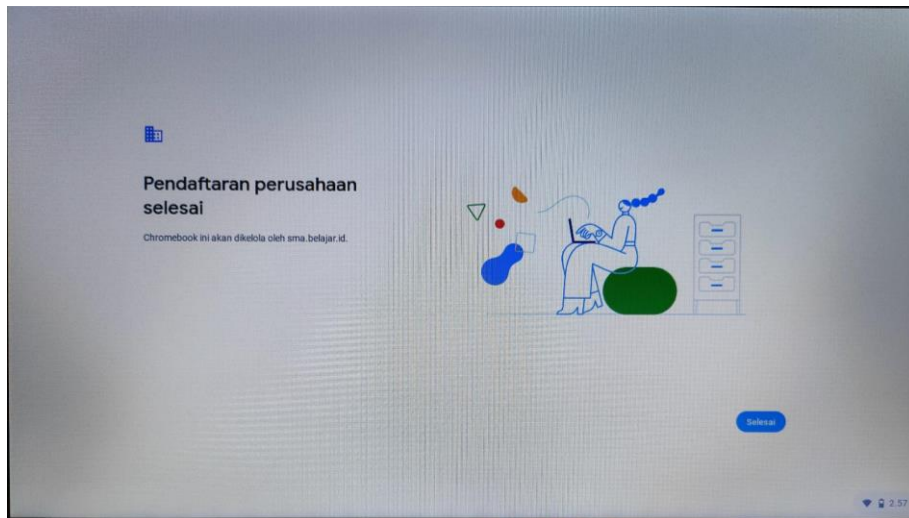 Pendaftaran perusahaan
selesai
Chromebook ini akan dikelola oleh sma.belajar.id.
Selesai
2.57